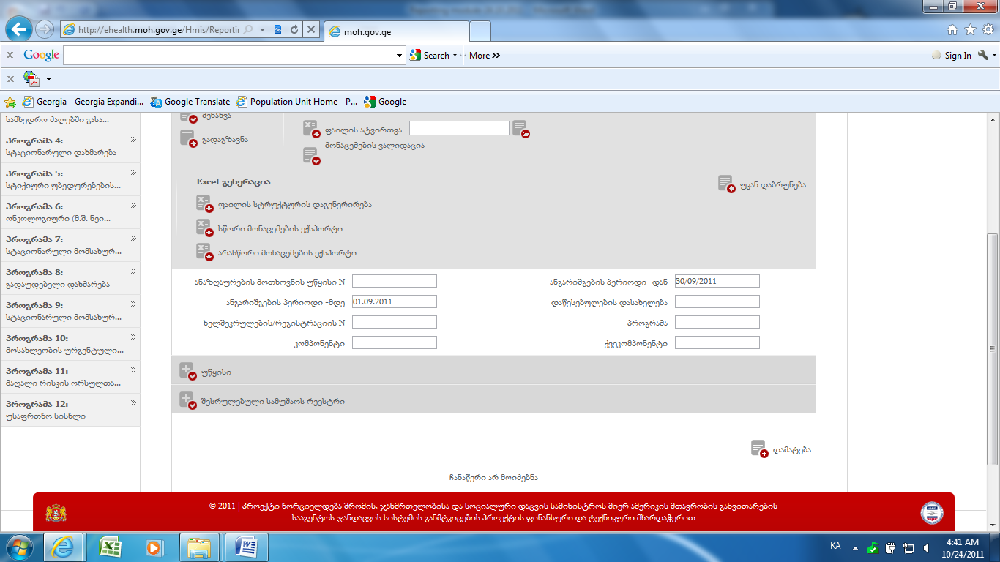 http://ehealth.moh.gov.ge/Hmis/Reportin
moh.gov.ge
x Google Search More >>
Sign In
x
Georgia - Georgia Expandi... Google Translate Population Unit Home - P... Google
სამხედრო ძალებში გასა...
პროგრამა 4:
სტაციონარული დახმარება
პროგრამა 5:
სტიქიური უბედურებების...
პროგრამა 6:
ონკოლოგიური (მ.შ. ნეი...
პროგრამა 7:
სტაციონარული მომსახურ...
პროგრამა 8:
გადაუდებელი დახმარება
პროგრამა 9:
სტაციონარული მომსახურ...
პროგრამა 10:
მოსახლეობის ურგენტული...
პროგრამა 11:
მაღალი რისკის ორსულთა...
პროგრამა 12:
უსაფრთხო სისხლი
შენახვა
გადაგზავნა
ფაილის ატვირთვა
მონაცემების ვალიდაცია
Excel გენერაცია
უკან დაბრუნება
ფაილის სტრუქტურის დაგენერირება
სწორი მონაცემების ექსპორტი
არასწორი მონაცემების ექსპორტი
ანაზღაურების მოთხოვნის უწყისი N
ანგარიშგების პერიოდი -დან 30/09/2011
ანგარიშგების პერიოდი -მდე 01.09.2011
დაწესებულების დასახელება
ხელშეკრულების/რეგისტრაციის N
პროგრამა
კომპონენტი
ქვეკომპონენტი
უწყისი
შესრულებული სამუშაოს რეესტრი
დამატება
ჩანაწერი არ მოიძებნა
© 2011 | პროექტი ხორციელდება შრომის, ჯანმრთელობისა და სოციალური დაცვის სამინისტროს მიერ ამერიკის მთავრობის განვითარების
სააგენტოს ჯანდაცვის სისტემის განმტკიცების პროექტის ფინანსური და ტექნიკური მხარდაჭერით
KA
4:41 AM
10/24/2011